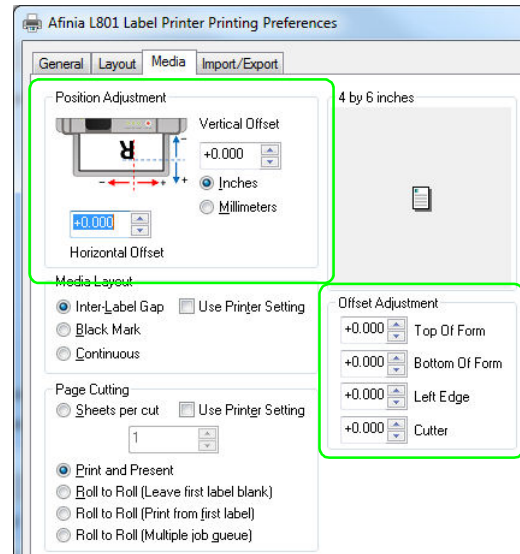 Afinia L801 Label Printer Printing Preferences
General Layout Media Import/Export
Position Adjustment
Vertical Offset
R
+0.000
Inches
Millimeters
+0.000
Horizontal Offset
4 by 6 inches
Media Layout
Inter-Label Gap Use Printer Setting
Black Mark
Continuous
Offset Adjustment
+0.000 Top Of Form
+0.000 Bottom Of Form
+0.000 Left Edge
+0.000 Cutter
Page Cutting
Sheets per cut Use Printer Setting
1
Print and Present
Roll to Roll (Leave first label blank)
Roll to Roll (Print from first label)
Roll to Roll (Multiple job queue)